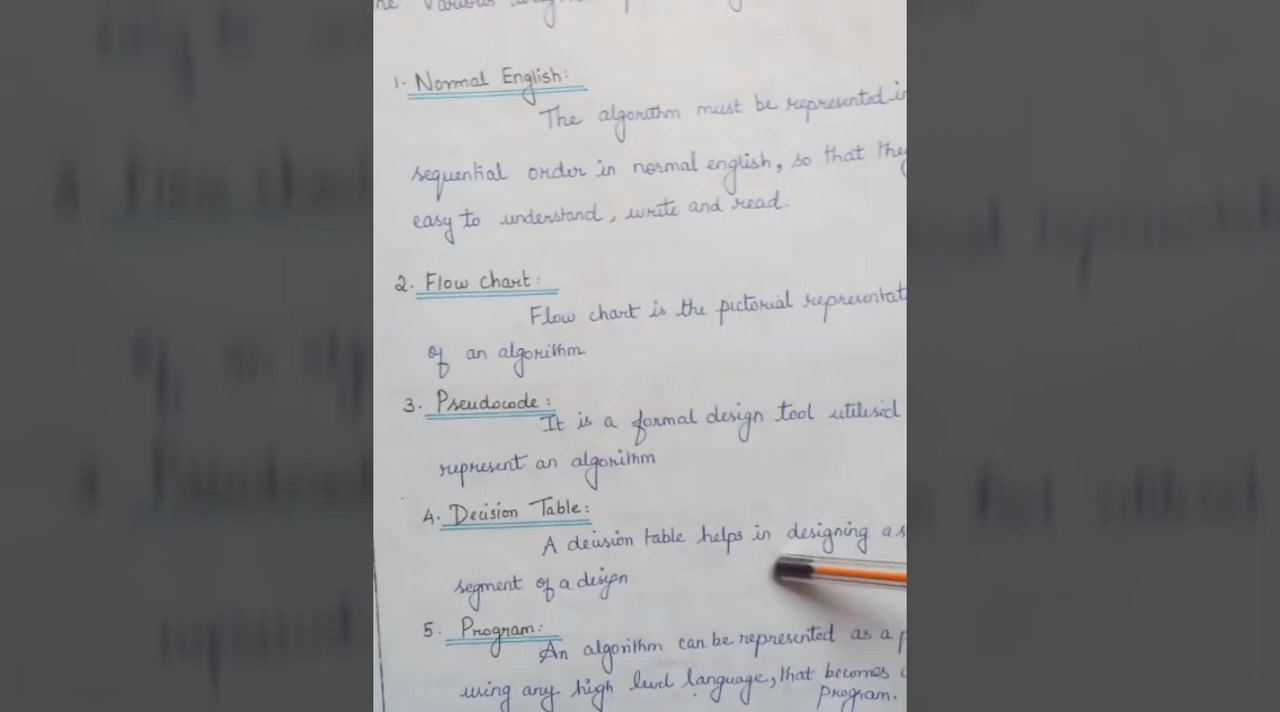 1. Normal English:
The algorithm must be represented in
sequential order in normal english, so that they
easy to understand, write and read.
2. Flow chart:
Flow chart is the pictorial representat
of an algorithm
3. Pseudocode:
It is a formal design tool utilised
represent an algorithm
4. Decision Table:
A decision table helps in designing a s
segment of a design
5. Program:
An algorithm can be represented as a p
using any high level language, that becomes
program.